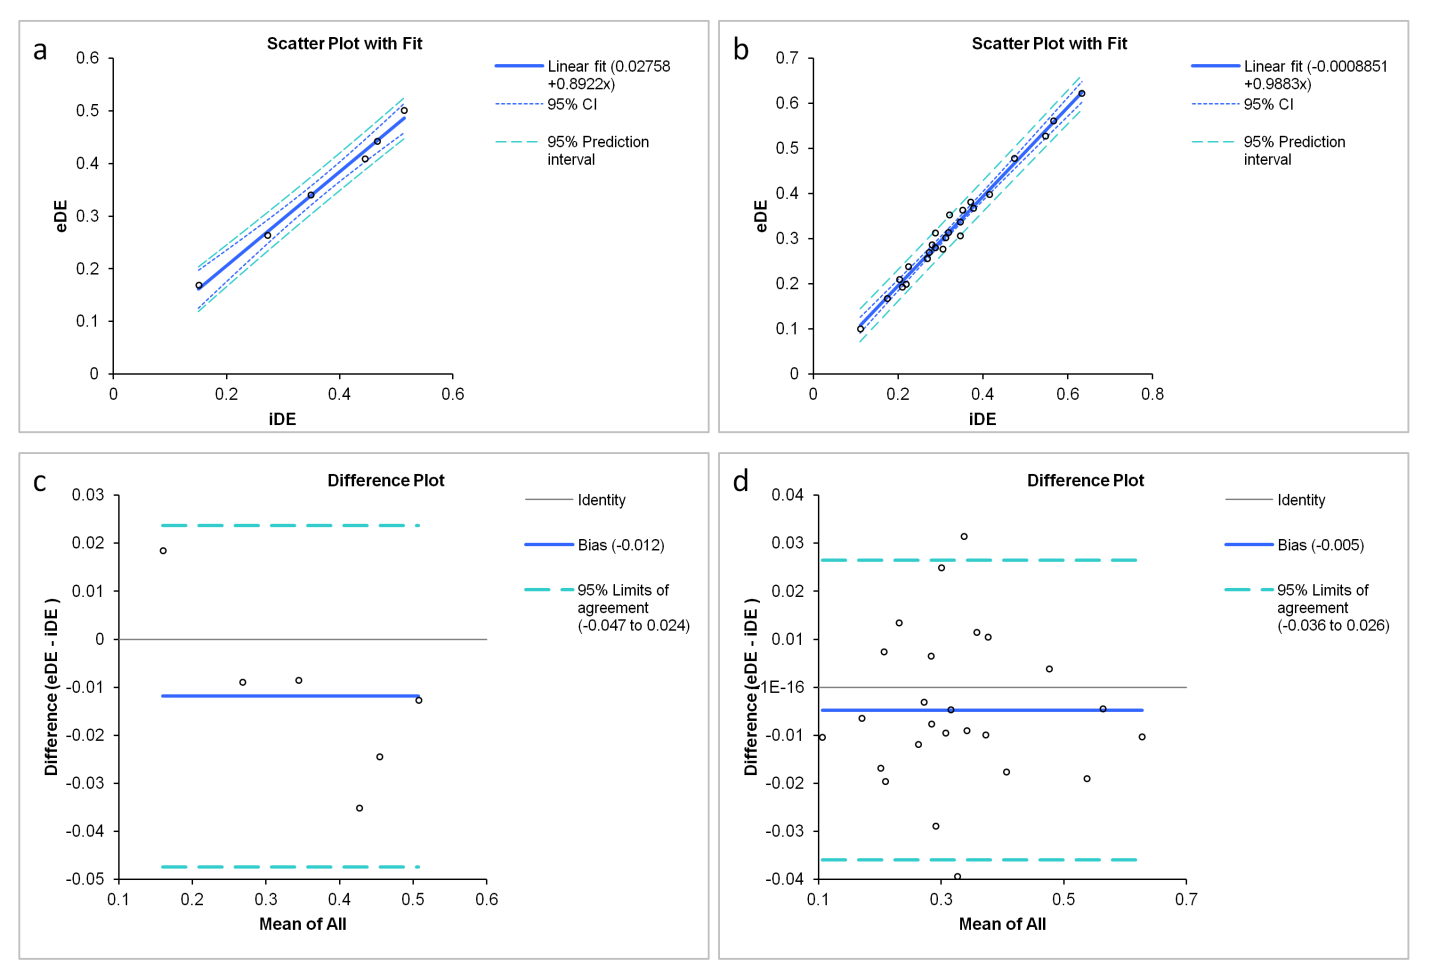 a
Scatter Plot with Fit
0.6
0.5
0.4
0.3
0.2
0.1
0
0
0.2
0.4
0.6
eDE
iDE
Linear fit (0.02758
+0.8922x)
95% CI
95% Prediction
interval
b
Scatter Plot with Fit
0.7
0.6
0.5
0.4
0.3
0.2
0.1
0
0
0.2
0.4
0.6
0.8
eDE
iDE
Linear fit (-0.0008851
+0.9883x)
95% CI
95% Prediction
interval
c
Difference Plot
0.03
0.02
0.01
0
-0.01
-0.02
-0.03
-0.04
-0.05
0.1
0.2
0.3
0.4
0.5
0.6
Difference (eDE - iDE )
Mean of All
Identity
Bias (-0.012)
95% Limits of
agreement
(-0.047 to 0.024)
d
Difference Plot
0.04
0.03
0.02
0.01
-1E-16
-0.01
-0.02
-0.03
-0.04
0.1
0.3
0.5
0.7
Difference (eDE - iDE )
Mean of All
Identity
Bias (-0.005)
95% Limits of
agreement
(-0.036 to 0.026)